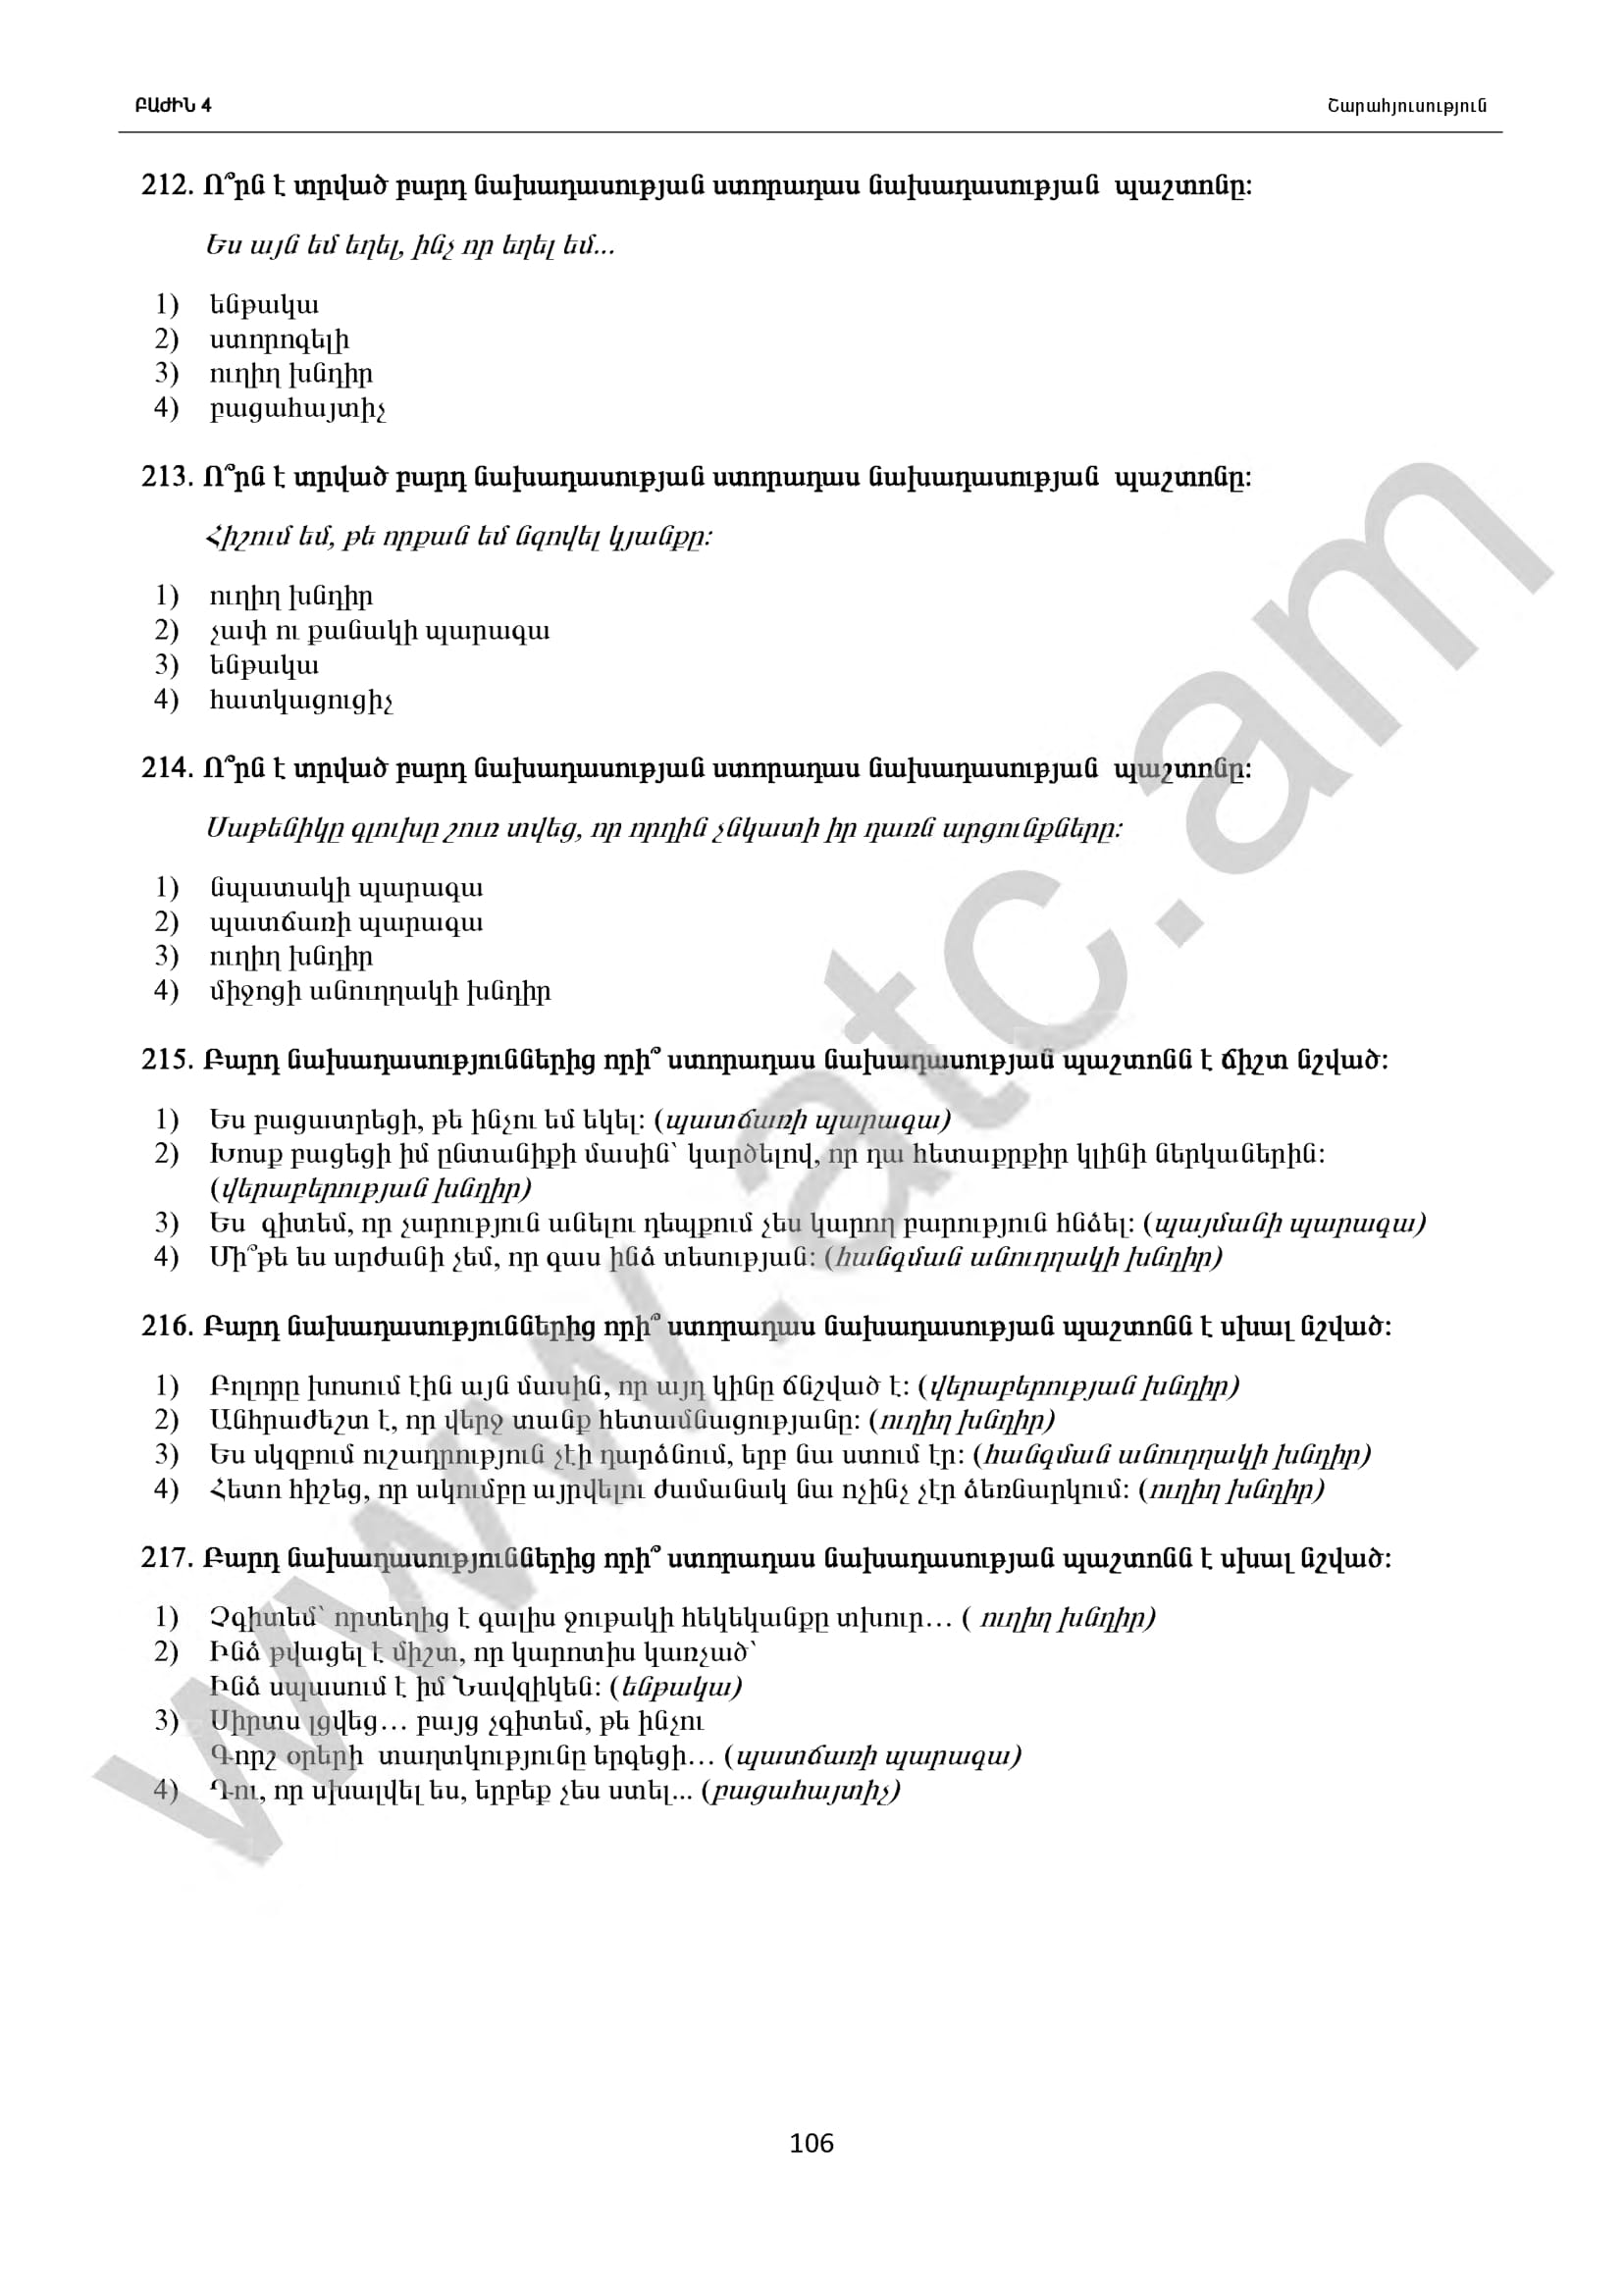 ԲԱԺԻՆ 4 Շարահյուսություն
212. Ո՞րն է տրված բարդ նախադասության ստորադաս նախադասության պաշտոնը:
Ես այն եմ եղել, ինչ որ եղել եմ...
1) ենթակա
2) ստորոգելի
3) ուղիղ խնդիր
4) բացահայտիչ
213. Ո՞րն է տրված բարդ նախադասության ստորադաս նախադասության պաշտոնը:
Հիշում եմ, թե որքան եմ նզովել կյանքը:
1) ուղիղ խնդիր
2) չափ ու քանակի պարագա
3) ենթակա
4) հատկացուցիչ
214. Ո՞րն է տրված բարդ նախադասության ստորադաս նախադասության պաշտոնը:
Սաթենիկը գլուխը շուռ տվեց, որ որդին չնկատի իր դառն արցունքները:
1) նպատակի պարագա
2) պատճառի պարագա
3) ուղիղ խնդիր
4) միջոցի անուղղակի խնդիր
215. Բարդ նախադասություններից որի՞ ստորադաս նախադասության պաշտոնն է ճիշտ նշված:
1) Ես բացատրեցի, թե ինչու եմ եկել: (պատճառի պարագա)
2) Խոսք բացեցի իմ ընտանիքի մասին՝ կարծելով, որ դա հետաքրքիր կլինի ներկաներին:
(վերաբերության խնդիր)
3) Ես գիտեմ, որ չարություն անելու դեպքում չես կարող բարություն հնձել: (պայմանի պարագա)
4) Մի՞թե ես արժանի չեմ, որ գաս ինձ տեսության: (հանգման անուղղակի խնդիր)
216. Բարդ նախադասություններից որի՞ ստորադաս նախադասության պաշտոնն է սխալ նշված:
1) Բոլորը խոսում էին այն մասին, որ այդ կինը ճնշված է: (վերաբերության խնդիր)
2) Անհրաժեշտ է, որ վերջ տանք հետամնացությանը: (ուղիղ խնդիր)
3) Ես սկզբում ուշադրություն չէի դարձնում, երբ նա ստում էր: (հանգման անուղղակի խնդիր)
4) Հետո հիշեց, որ ակումբը այրվելու ժամանակ նա ոչինչ չէր ձեռնարկում: (ուղիղ խնդիր)
217. Բարդ նախադասություններից որի՞ ստորադաս նախադասության պաշտոնն է սխալ նշված:
1) Չգիտեմ՝ որտեղից է գալիս ջութակի հեկեկանքը տխուր… ( ուղիղ խնդիր)
2) Ինձ թվացել է միշտ, որ կարոտիս կառչած՝
Ինձ սպասում է իմ Նավզիկեն: (ենթակա)
3) Սիրտս լցվեց… բայց չգիտեմ, թե ինչու
Գորշ օրերի տաղտկությունը երգեցի… (պատճառի պարագա)
4) Դու, որ սխալվել ես, երբեք չես ստել... (բացահայտիչ)
www.atc.am
106